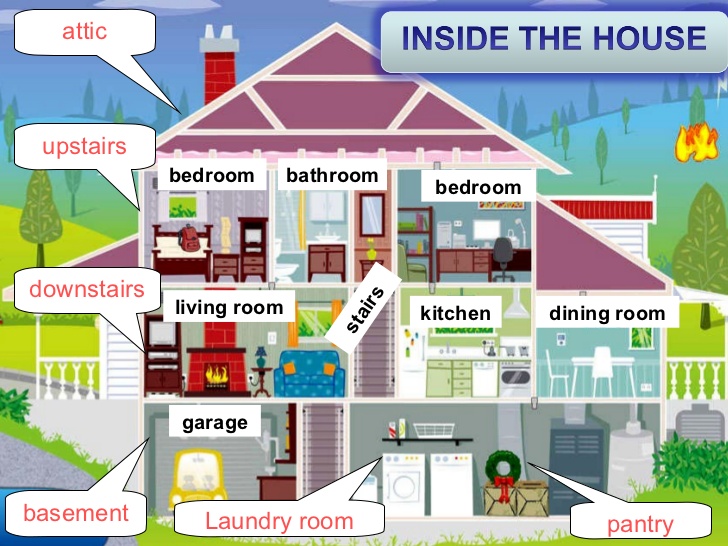 attic
INSIDE THE HOUSE
upstairs
bedroom
bathroom
bedroom
downstairs
living room
stairs
kitchen
dining room
garage
basement
Laundry room
pantry